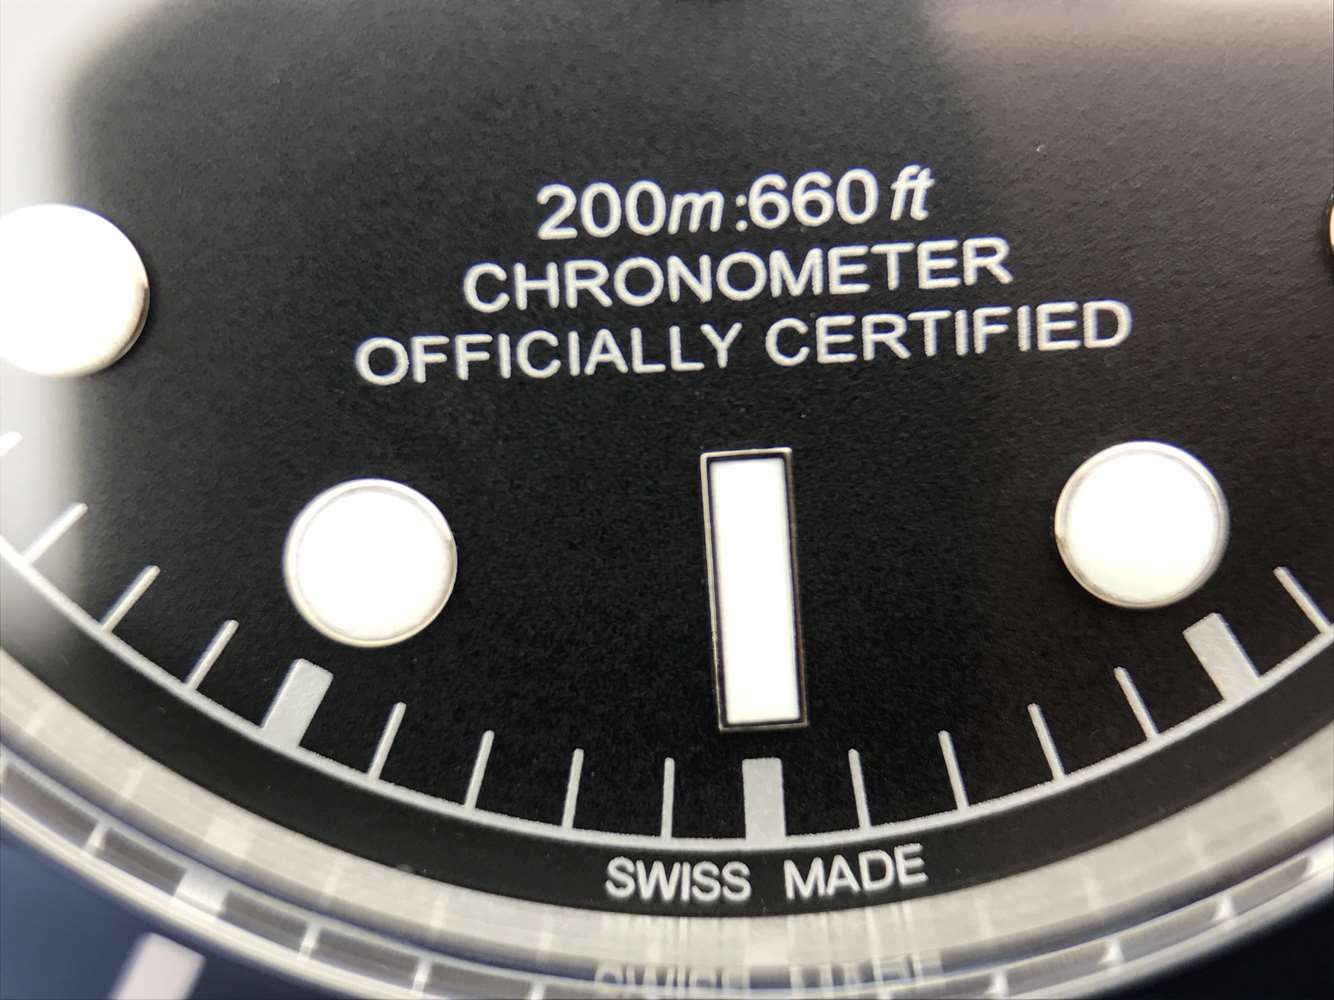 200m:660ft
CHRONOMETER
OFFICIALLY CERTIFIED
SWISS MADE